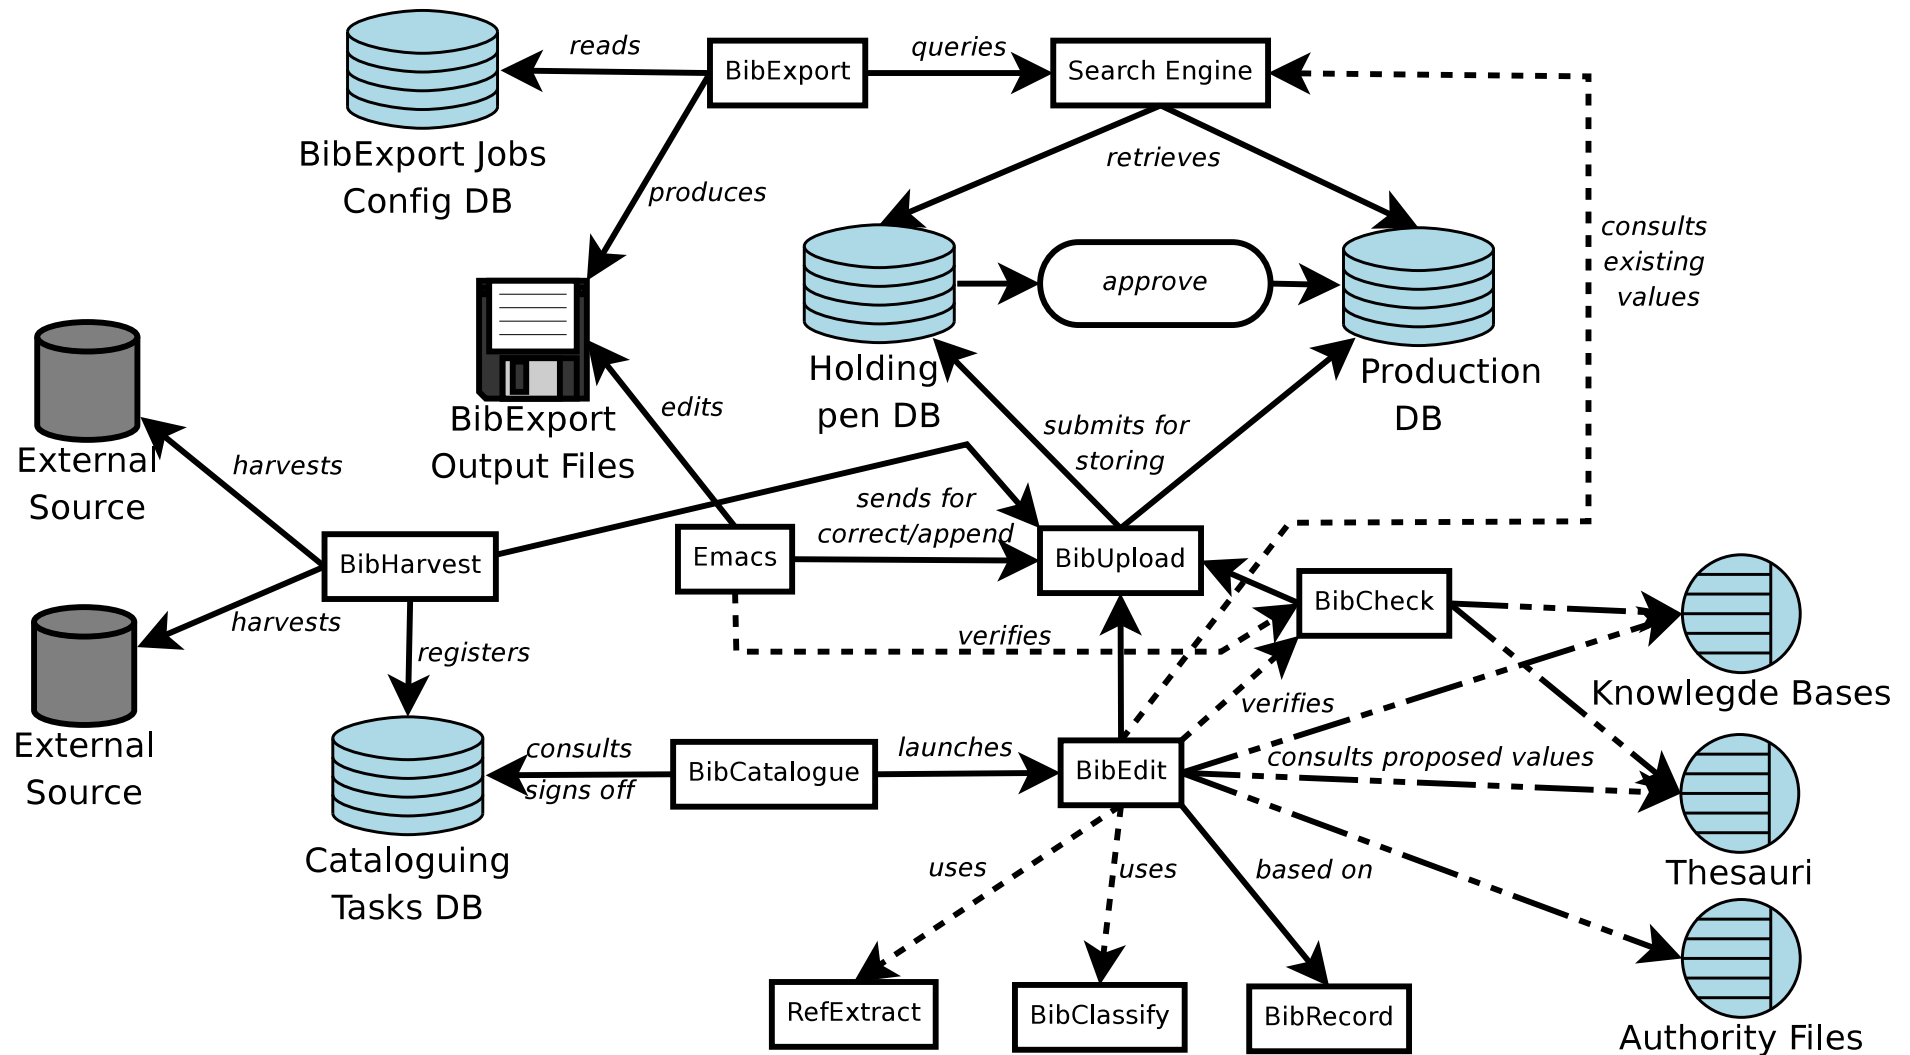 reads
BibExport
queries
Search Engine
BibExport Jobs
Config DB
produces
retrieves
consults
existing
values
approve
Holding
pen DB
Production
DB
BibExport
Output Files
edits
submits for
storing
External
Source
harvests
sends for
correct/append
BibHarvest
Emacs
BibUpload
BibCheck
harvests
verifies
registers
External
Source
verifies
Knowlegde Bases
consults
signs off
BibCatalogue
launches
BibEdit
consults proposed values
Cataloguing
Tasks DB
uses
uses
based on
Thesauri
RefExtract
BibClassify
BibRecord
Authority Files